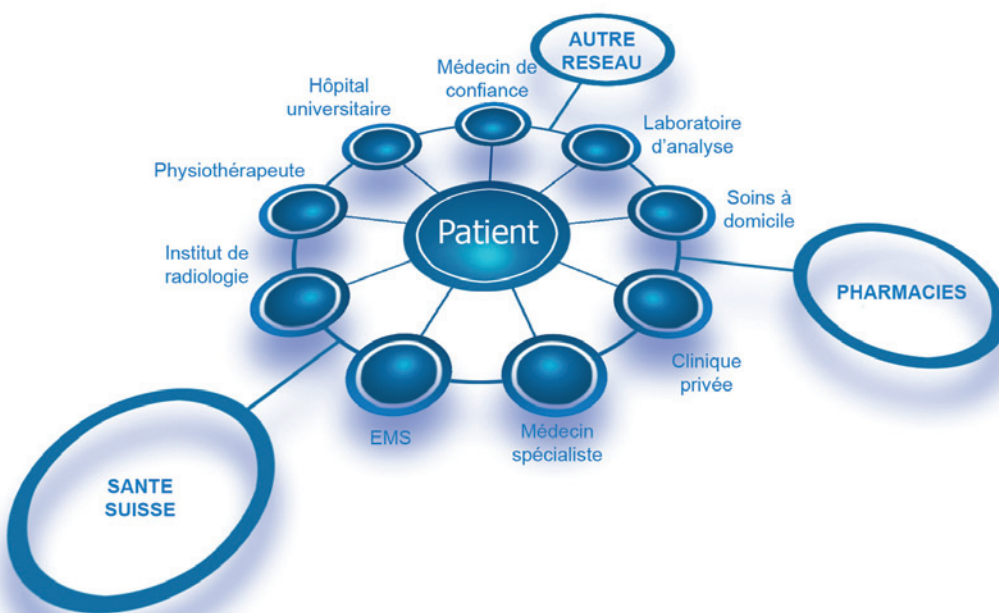 AUTRE
RESEAU
Médecin de
confiance
Hôpital
universitaire
Laboratoire
d'analyse
Physiothérapeute
Soins à
domicile
Patient
Institut de
radiologie
PHARMACIES
Clinique
privée
EMS
Médecin
spécialiste
SANTE
SUISSE